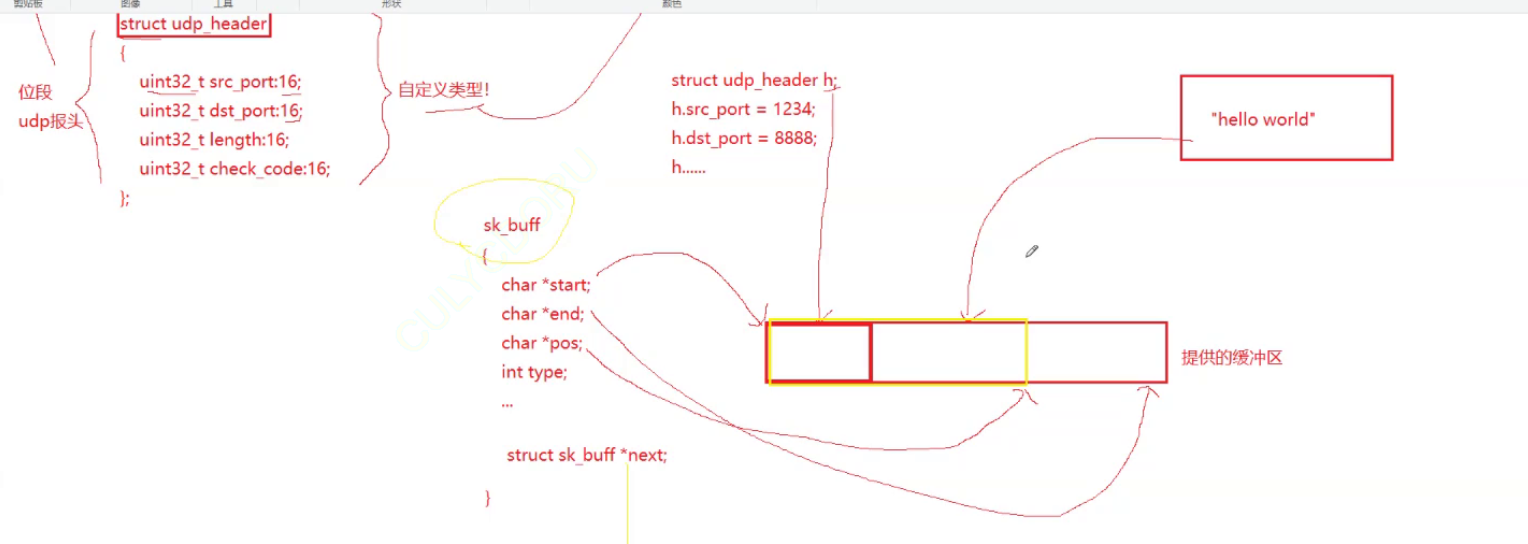 剪贴板
图像
工具
形状
颜色
struct udp_header
{
uint32_t src_port:16;
uint32_t dst_port:16;
uint32_t length:16;
uint32_t check_code:16;
};
位段
udp报头
自定义类型!
struct udp_header h;
h.src_port = 1234;
h.dst_port = 8888;
h......
"hello world"
sk_buff
{
char *start;
char *end;
char *pos;
int type;
...
struct sk_buff *next;
}
提供的缓冲区